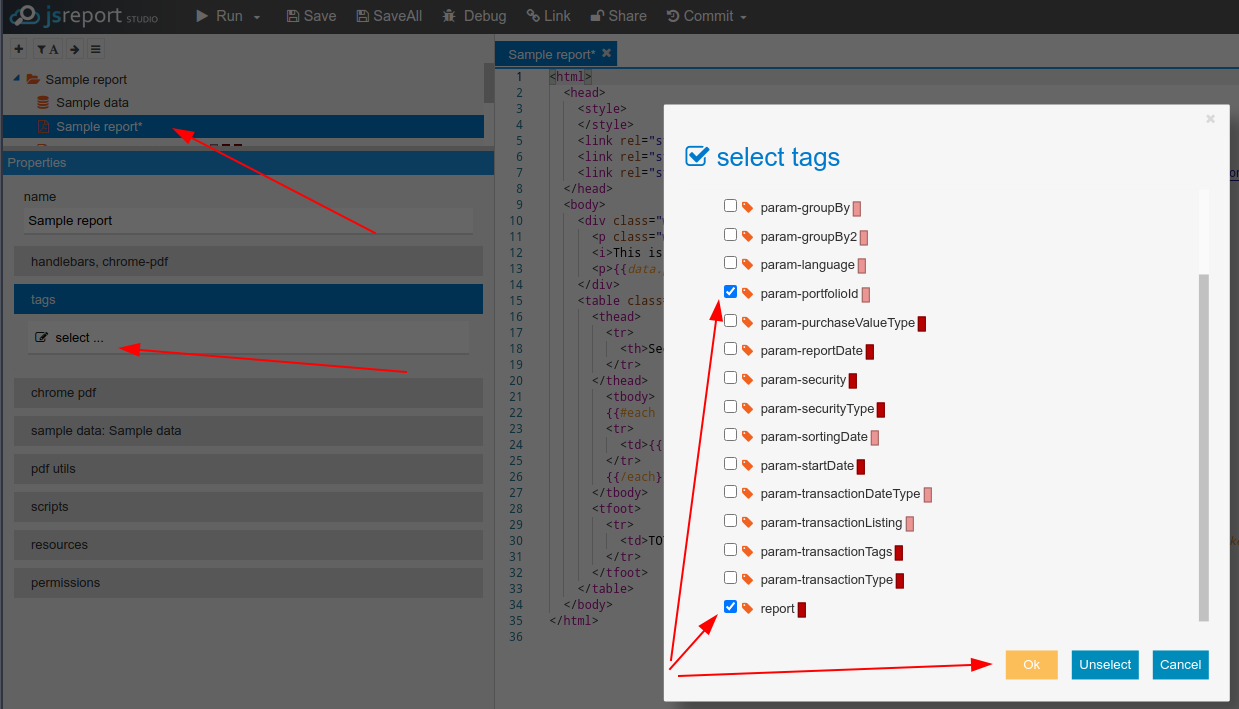 jsreport STUDIO Run Save SaveAll Debug Link Share Commit
A
Sample report
Sample data
Sample report*
Properties
name
Sample report
handlebars, chrome-pdf
tags
select ...
chrome pdf
sample data: Sample data
pdf utils
scripts
resources
permissions
Sample report*
1 <html>
2 <head>
3 <style>
4 </style>
5 <link rel="s
6 <link rel="s
7 <link rel="s
8 </head>
9 <body>
10 <div class="
11 <p class="
12 <i>This is
13 <p>{{data.
14 </div>
15 <table clas
16 <thead>
17 <tr>
18 <th>Se
19 </tr>
20 </thead>
21 <tbody>
22 {{#each
23 <tr>
24 <td>{{
25 </tr>
26 {{/each}
27 </tbody>
28 <tfoot>
29 <tr>
30 <td>TO
31 </tr>
32 </tfoot>
33 </table>
34 </body>
35 </html>
36
select tags
param-groupBy
param-groupBy2
param-language
param-portfolioId
param-purchaseValueType
param-reportDate
param-security
param-securityType
param-sortingDate
param-startDate
param-transactionDateType
param-transactionListing
param-transactionTags
param-transactionType
report
Ok Unselect Cancel